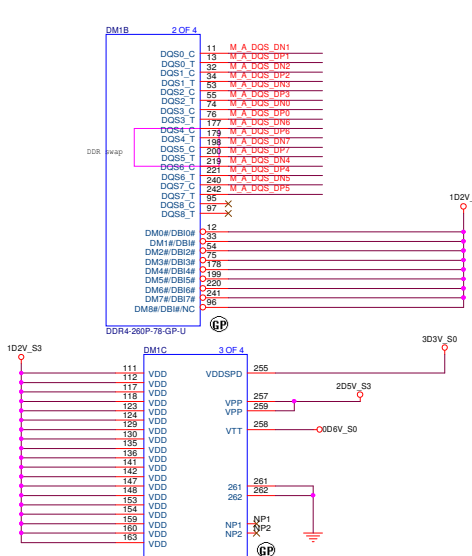 DM1B 2 OF 4
DQS0_C 11 M_A_DQS_DN1
DQS0_T 13 M_A_DQS_DP1
DQS1_C 32 M_A_DQS_DN2
DQS1_T 34 M_A_DQS_DP2
DQS2_C 53 M_A_DQS_DN3
DQS2_T 55 M_A_DQS_DP3
DQS3_C 74 M_A_DQS_DN0
DQS3_T 76 M_A_DQS_DP0
DQS4_C 177 M_A_DQS_DN6
DQS4_T 179 M_A_DQS_DP6
DDR swap
DQS5_C 198 M_A_DQS_DN7
DQS5_T 200 M_A_DQS_DP7
DQS6_C 219 M_A_DQS_DN4
DQS6_T 221 M_A_DQS_DP4
DQS7_C 240 M_A_DQS_DN5
DQS7_T 242 M_A_DQS_DP5
DQS8_C 95
DQS8_T 97
1D2V_
DM0#/DBI0# 12
DM1#/DBI# 33
DM2#/DBI2# 54
DM3#/DBI3# 75
DM4#/DBI4# 178
DM5#/DBI5# 199
DM6#/DBI6# 220
DM7#/DBI7# 241
DM8#/DBI#/NC 96
DDR4-260P-78-GP-U
GP
1D2V_S3
3D3V_S0
DM1C 3 OF 4
111 VDD VDDSPD 255
112 VDD
117 VDD
2D5V_S3
118 VDD VPP 257
123 VDD VPP 259
124 VDD
129 VDD VTT 258 0D6V_S0
130 VDD
135 VDD
136 VDD
141 VDD
142 VDD
147 VDD 261 261
148 VDD 262 262
153 VDD
154 VDD
159 VDD NP1 NP1
160 VDD NP2 NP2
163 VDD
GP